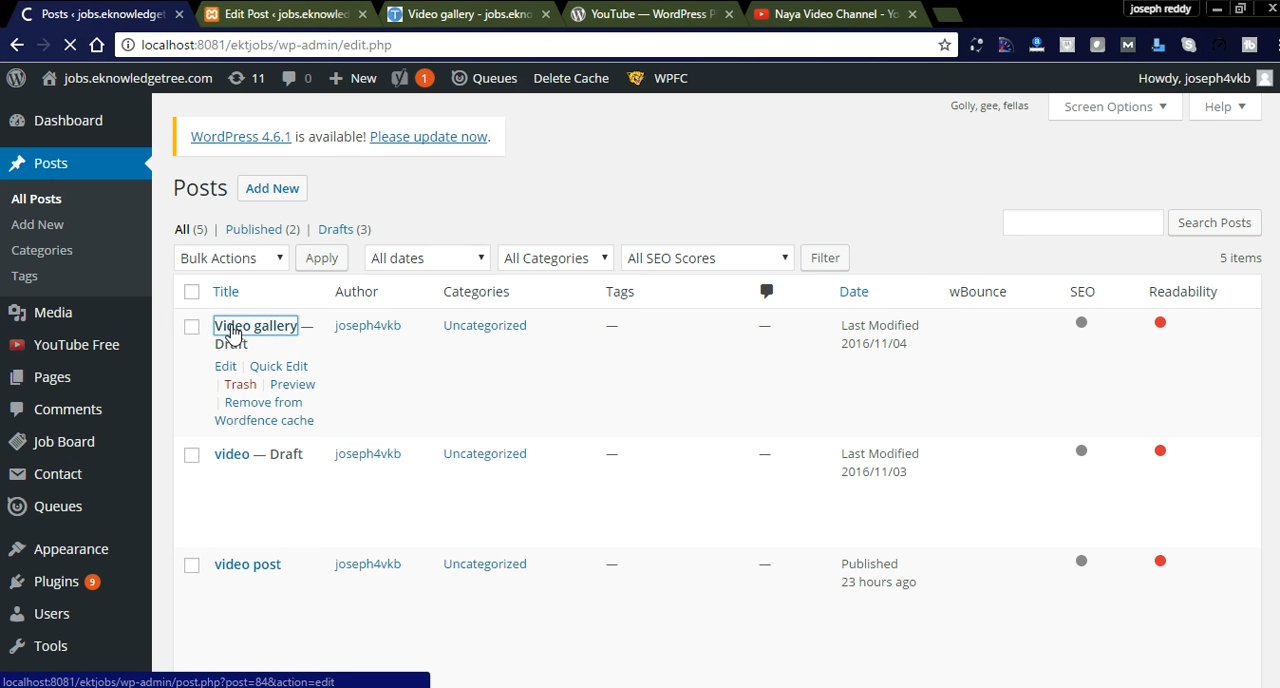 Posts ‹ jobs.eknowledget
Edit Post ‹ jobs.eknowled
Video gallery - jobs.ekno
YouTube — WordPress P
Naya Video Channel - Yo
joseph reddy
localhost:8081/ektjobs/wp-admin/edit.php
jobs.eknowledgetree.com
11
0
New
1
Queues
Delete Cache
WPFC
Howdy, joseph4vkb
Golly, gee, fellas
Screen Options
Help
WordPress 4.6.1 is available! Please update now.
Posts
Add New
All (5) | Published (2) | Drafts (3)
Search Posts
Bulk Actions
Apply
All dates
All Categories
All SEO Scores
Filter
5 items
Title
Author
Categories
Tags
Date
wBounce
SEO
Readability
Video gallery —
Draft
joseph4vkb
Uncategorized
—
—
Last Modified
2016/11/04
Edit | Quick Edit
| Trash | Preview
| Remove from
Wordfence cache
video — Draft
joseph4vkb
Uncategorized
—
—
Last Modified
2016/11/03
video post
joseph4vkb
Uncategorized
—
—
Published
23 hours ago
Dashboard
Posts
All Posts
Add New
Categories
Tags
Media
YouTube Free
Pages
Comments
Job Board
Contact
Queues
Appearance
Plugins 9
Users
Tools
localhost:8081/ektjobs/wp-admin/post.php?post=84&action=edit